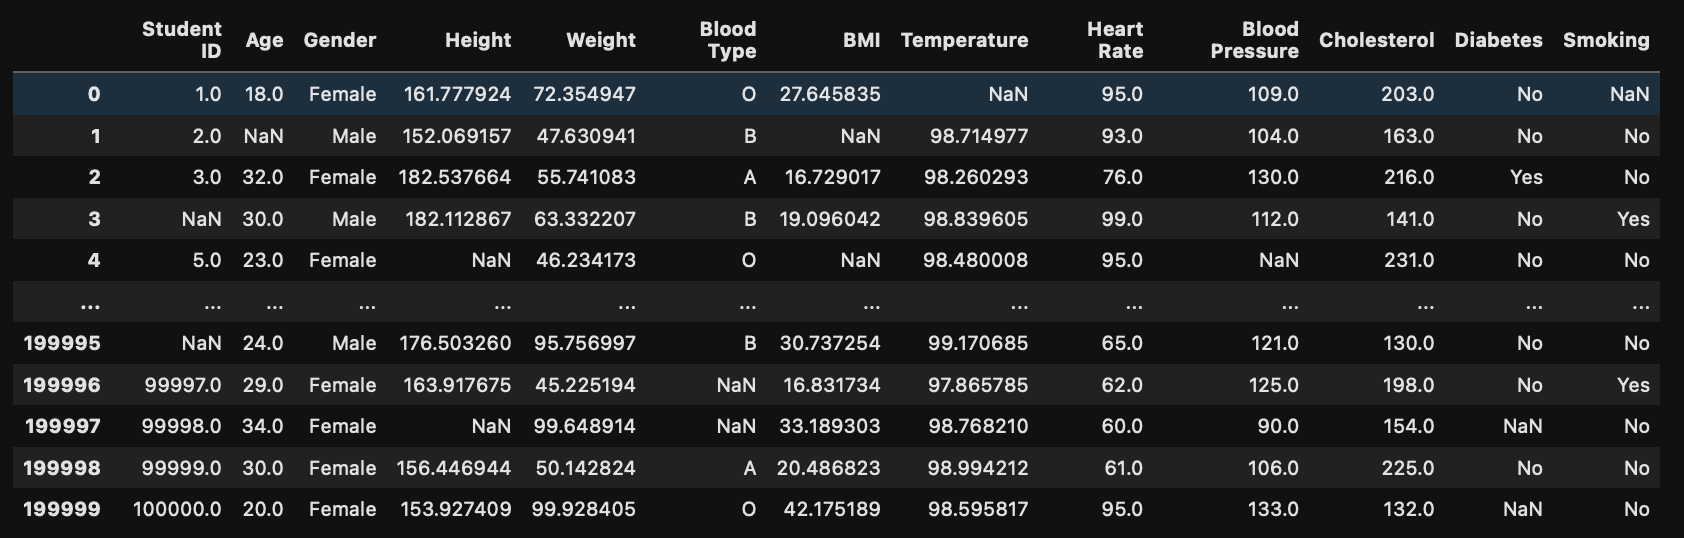 Student ID Age Gender Height Weight Blood Type BMI Temperature Heart Rate Blood Pressure Cholesterol Diabetes Smoking
0 1.0 18.0 Female 161.777924 72.354947 O 27.645835 NaN 95.0 109.0 203.0 No NaN
1 2.0 NaN Male 152.069157 47.630941 B NaN 98.714977 93.0 104.0 163.0 No No
2 3.0 32.0 Female 182.537664 55.741083 A 16.729017 98.260293 76.0 130.0 216.0 Yes No
3 NaN 30.0 Male 182.112867 63.332207 B 19.096042 98.839605 99.0 112.0 141.0 No Yes
4 5.0 23.0 Female NaN 46.234173 O NaN 98.480008 95.0 NaN 231.0 No No
... ... ... ... ... ... ... ... ... ... ... ... ... ...
199995 NaN 24.0 Male 176.503260 95.756997 B 30.737254 99.170685 65.0 121.0 130.0 No No
199996 99997.0 29.0 Female 163.917675 45.225194 NaN 16.831734 97.865785 62.0 125.0 198.0 No Yes
199997 99998.0 34.0 Female NaN 99.648914 NaN 33.189303 98.768210 60.0 90.0 154.0 NaN No
199998 99999.0 30.0 Female 156.446944 50.142824 A 20.486823 98.994212 61.0 106.0 225.0 No No
199999 100000.0 20.0 Female 153.927409 99.928405 O 42.175189 98.595817 95.0 133.0 132.0 NaN No